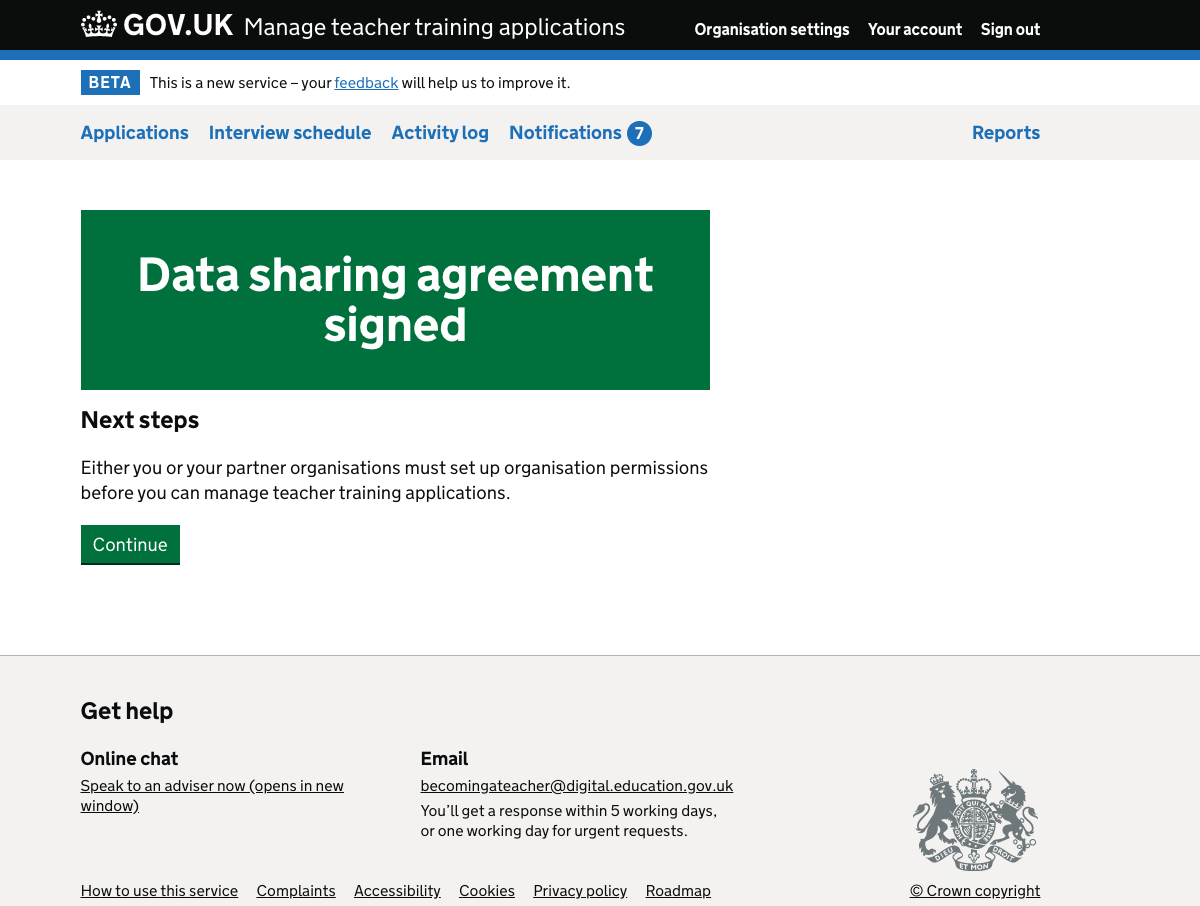 GOV.UK Manage teacher training applications Organisation settings Your account Sign out
BETA This is a new service – your feedback will help us to improve it.
Applications Interview schedule Activity log Notifications 7 Reports
Data sharing agreement
signed
Next steps
Either you or your partner organisations must set up organisation permissions
before you can manage teacher training applications.
Continue
Get help
Online chat
Speak to an adviser now (opens in new
window)
Email
becomingateacher@digital.education.gov.uk
You’ll get a response within 5 working days,
or one working day for urgent requests.
DIEU ET MON DROIT
How to use this service Complaints Accessibility Cookies Privacy policy Roadmap © Crown copyright